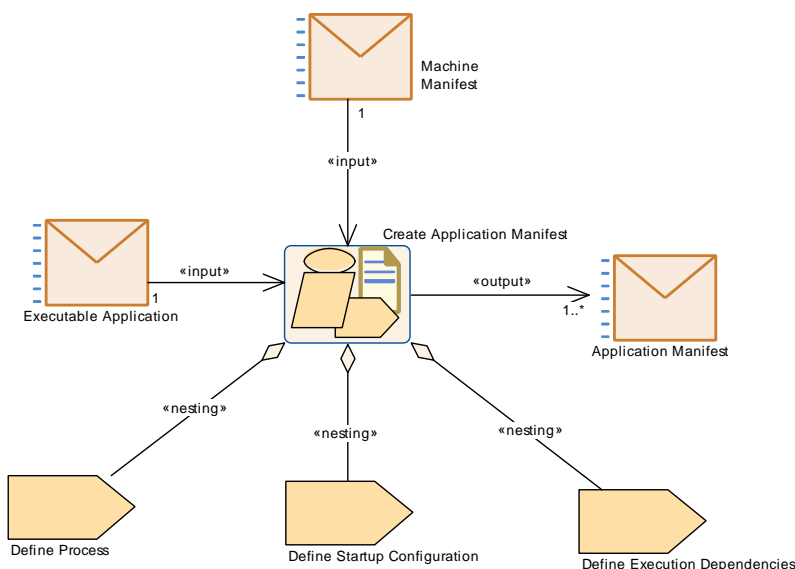 Machine
Manifest
1
«input»
Create Application Manifest
«input»
«output»
1
1..*
Executable Application
Application Manifest
«nesting»
«nesting»
«nesting»
Define Process
Define Startup Configuration
Define Execution Dependencies